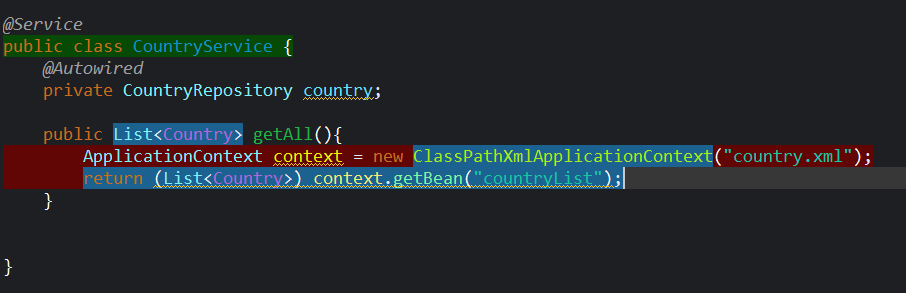 @Service
public class CountryService {
@Autowired
private CountryRepository country;
public List<Country> getAll(){
ApplicationContext context = new ClassPathXmlApplicationContext("country.xml");
return (List<Country>) context.getBean("countryList");
}
}